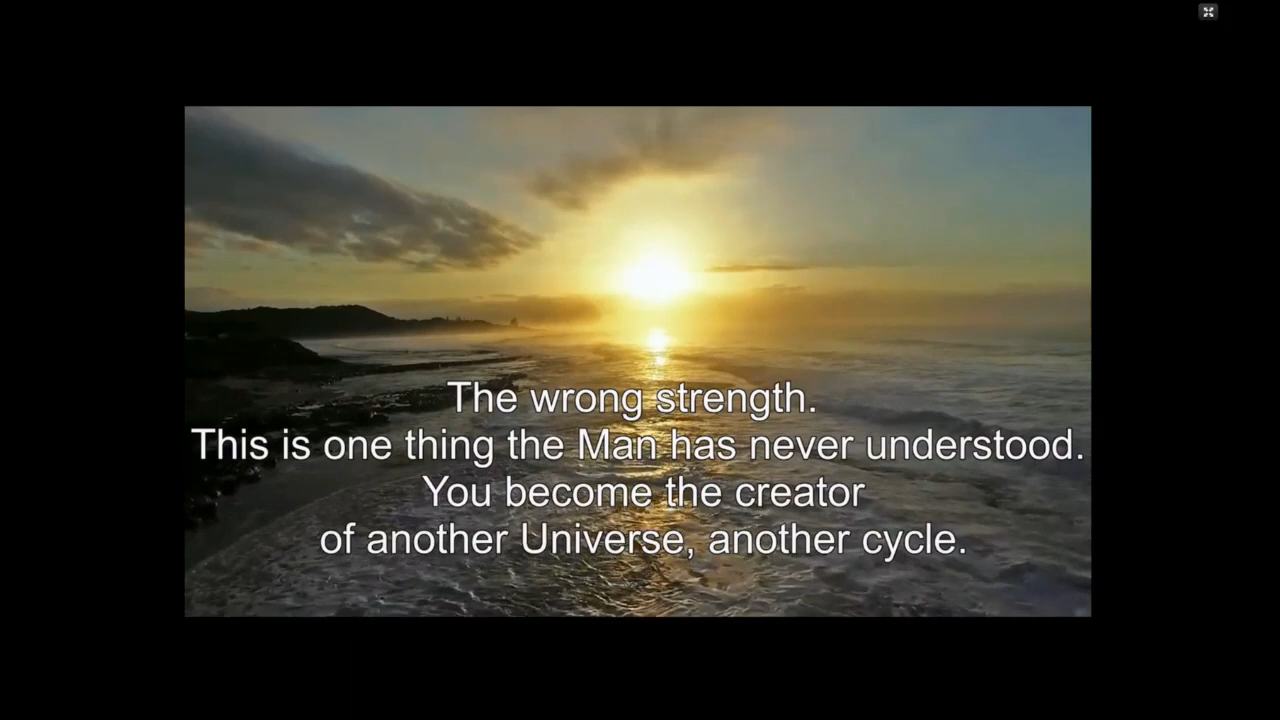 The wrong strength.
This is one thing the Man has never understood.
You become the creator
of another Universe, another cycle.